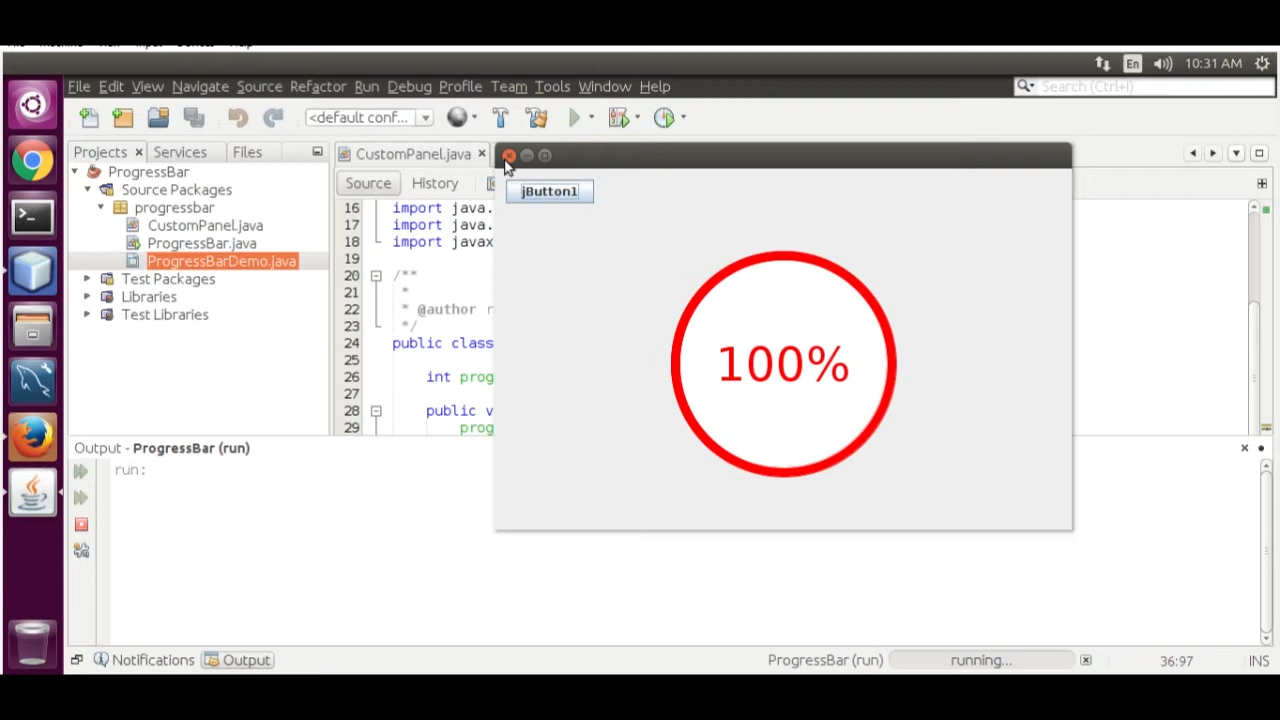 En 10:31 AM
File Edit View Navigate Source Refactor Run Debug Profile Team Tools Window Help Search (Ctrl+I)
<default conf...
Projects Services Files
CustomPanel.java
Source History
jButton1
ProgressBar
Source Packages
progressbar
CustomPanel.java
ProgressBar.java
ProgressBarDemo.java
Test Packages
Libraries
Test Libraries
16 import java.
17 import java.
18 import javax
19
20 /**
21 *
22 * @author r
23 */
24 public class
25
26 int prog
27
28 public v
29 prog
100%
Output - ProgressBar (run)
run:
Notifications Output
ProgressBar (run) running... 36:97 INS